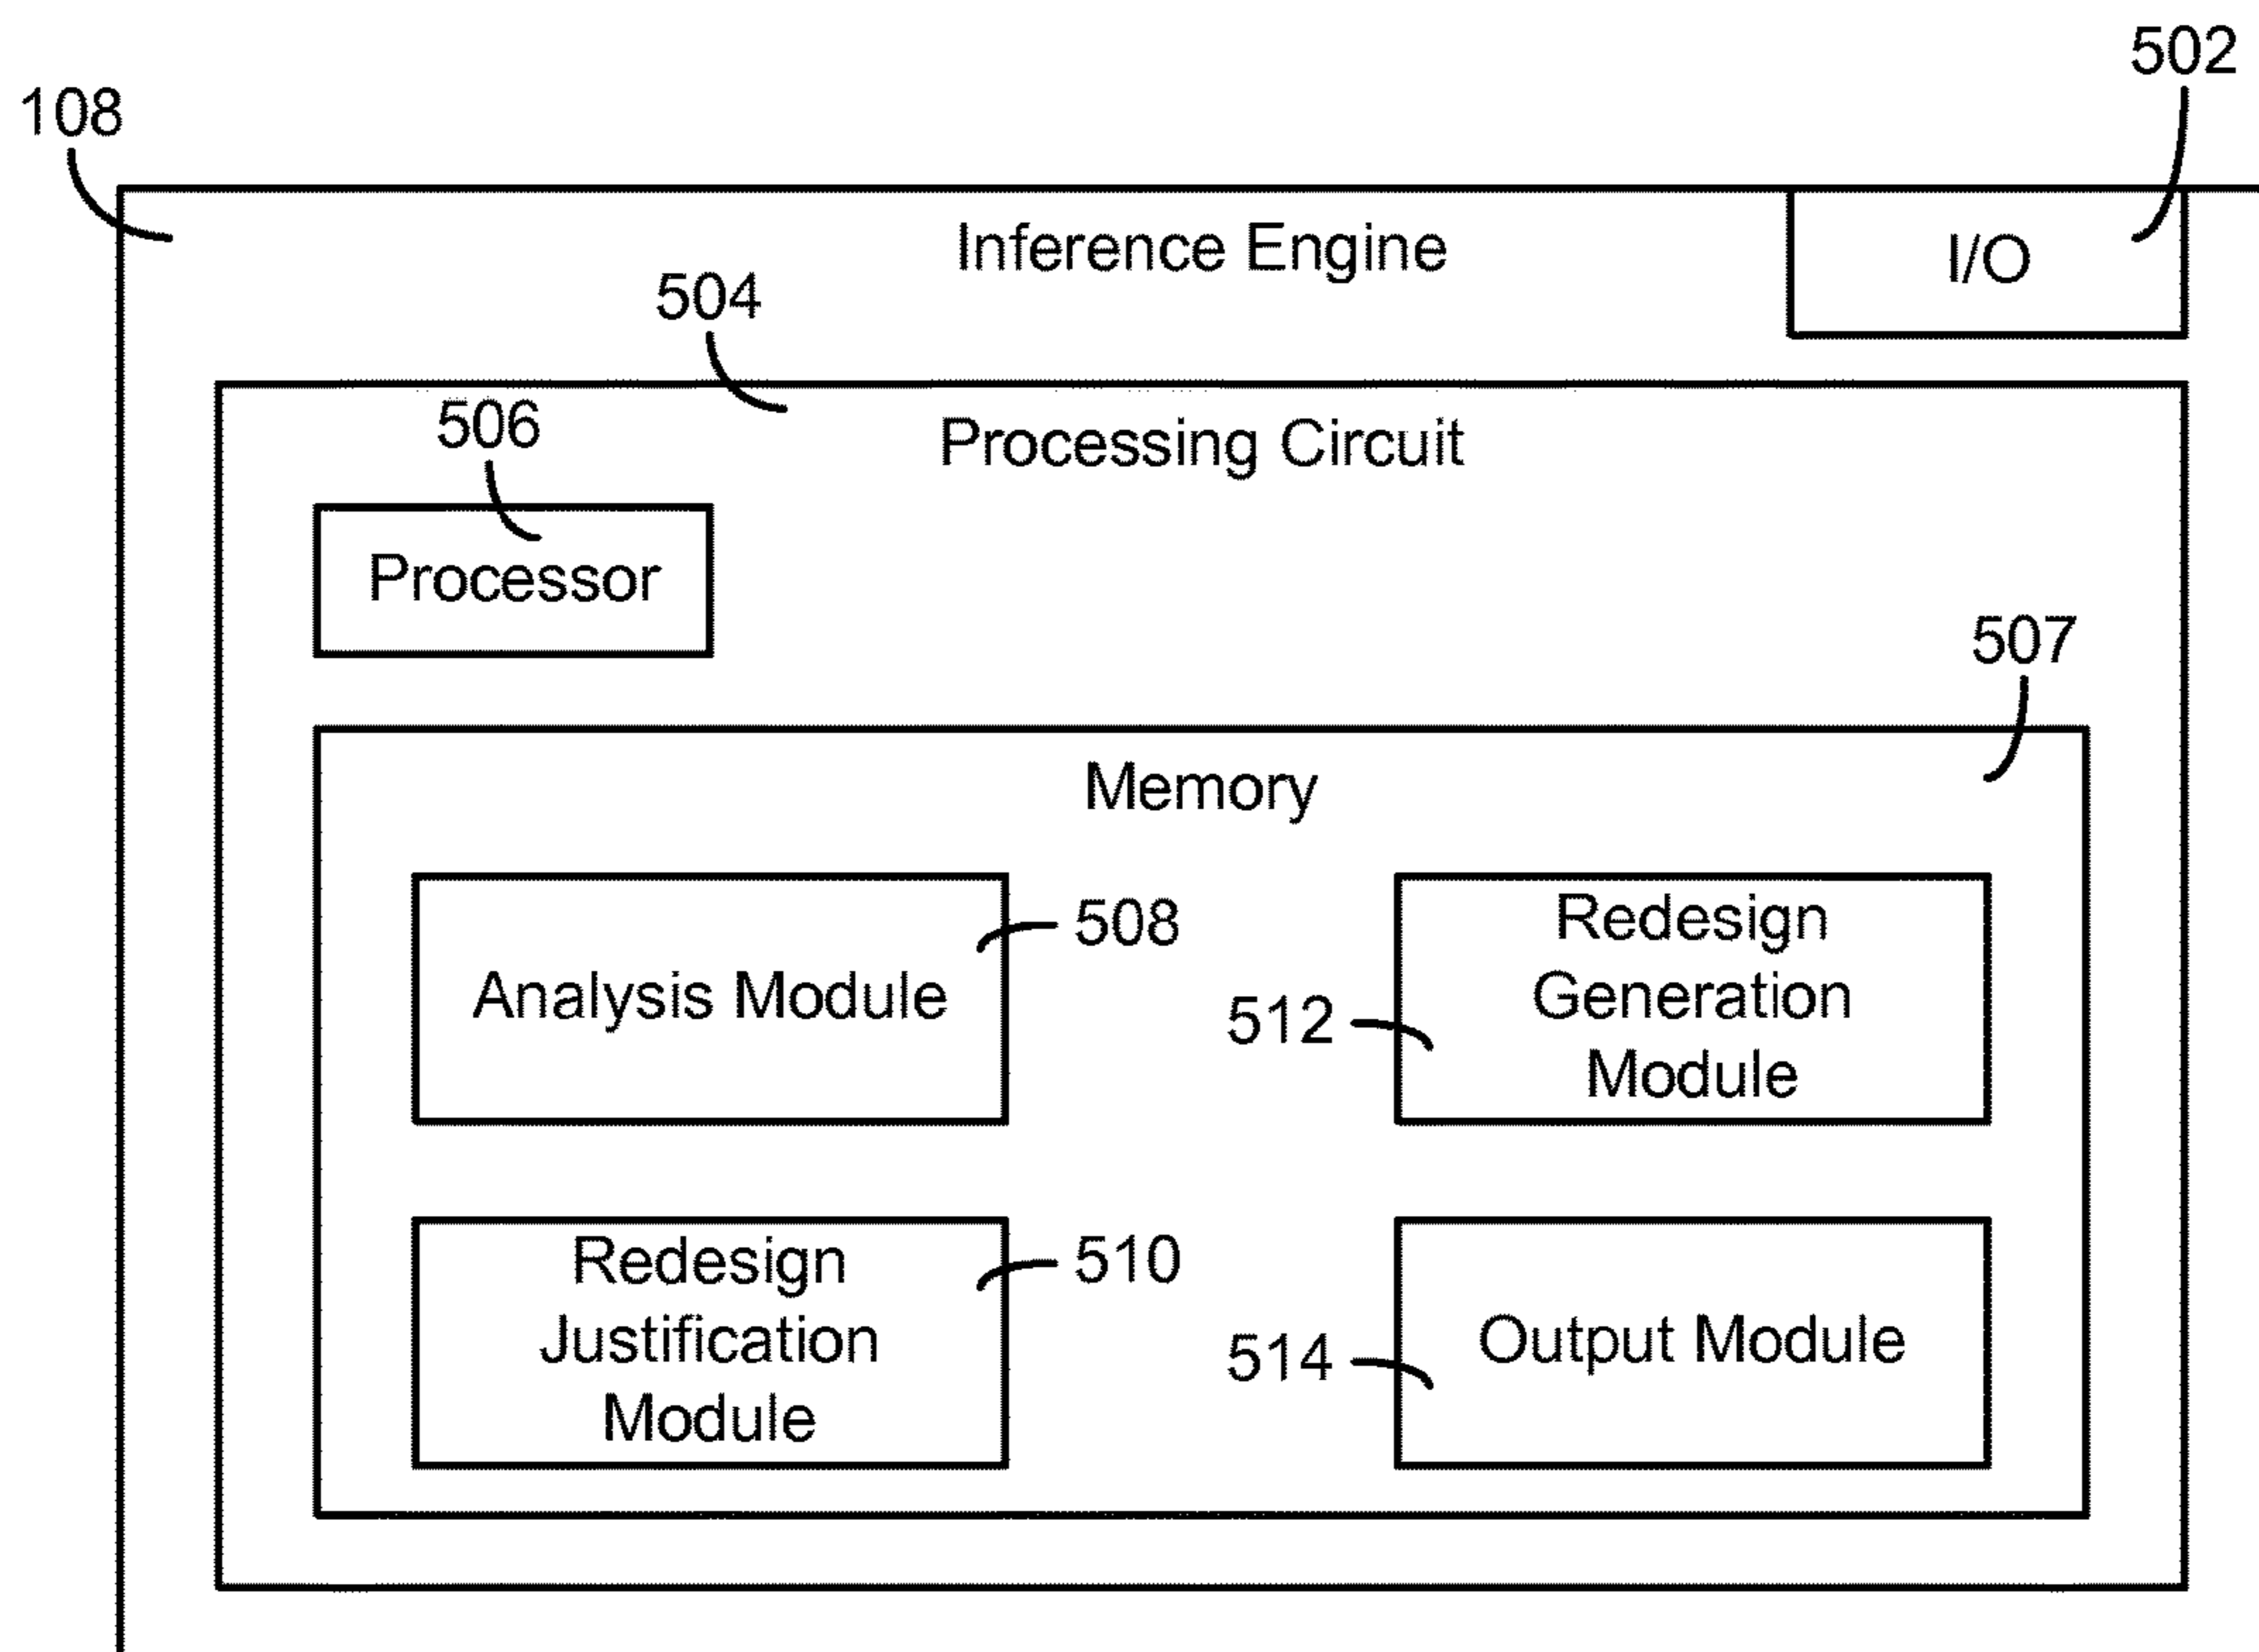 502
108
Inference Engine
I/O
504
506
Processing Circuit
Processor
507
Memory
Analysis Module
508
512
Redesign
Generation
Module
Redesign
Justification
Module
510
514
Output Module